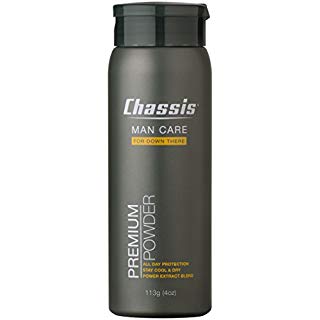 Chassis®
MAN CARE
FOR DOWN THERE
PREMIUM
POWDER
ALL DAY PROTECTION
STAY COOL & DRY
POWER EXTRACT BLEND
113g (4oz)